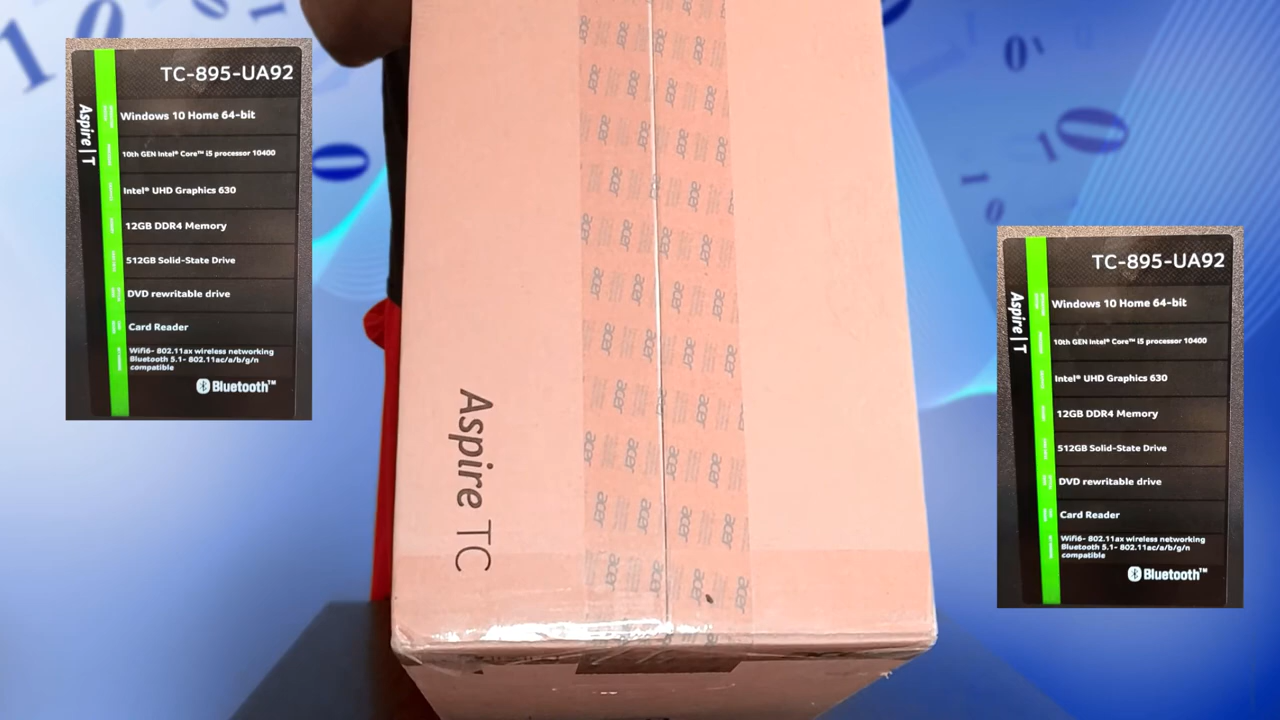 TC-895-UA92
Aspire | T
Windows 10 Home 64-bit
10th GEN Intel® Core™ i5 processor 10400
Intel® UHD Graphics 630
12GB DDR4 Memory
512GB Solid-State Drive
DVD rewritable drive
Card Reader
Wifi6- 802.11ax wireless networking
Bluetooth 5.1- 802.11ac/a/b/g/n
compatible
Bluetooth™
acer
Aspire TC
TC-895-UA92
Aspire | T
Windows 10 Home 64-bit
10th GEN Intel® Core™ i5 processor 10400
Intel® UHD Graphics 630
12GB DDR4 Memory
512GB Solid-State Drive
DVD rewritable drive
Card Reader
Wifi6- 802.11ax wireless networking
Bluetooth 5.1- 802.11ac/a/b/g/n
compatible
Bluetooth™